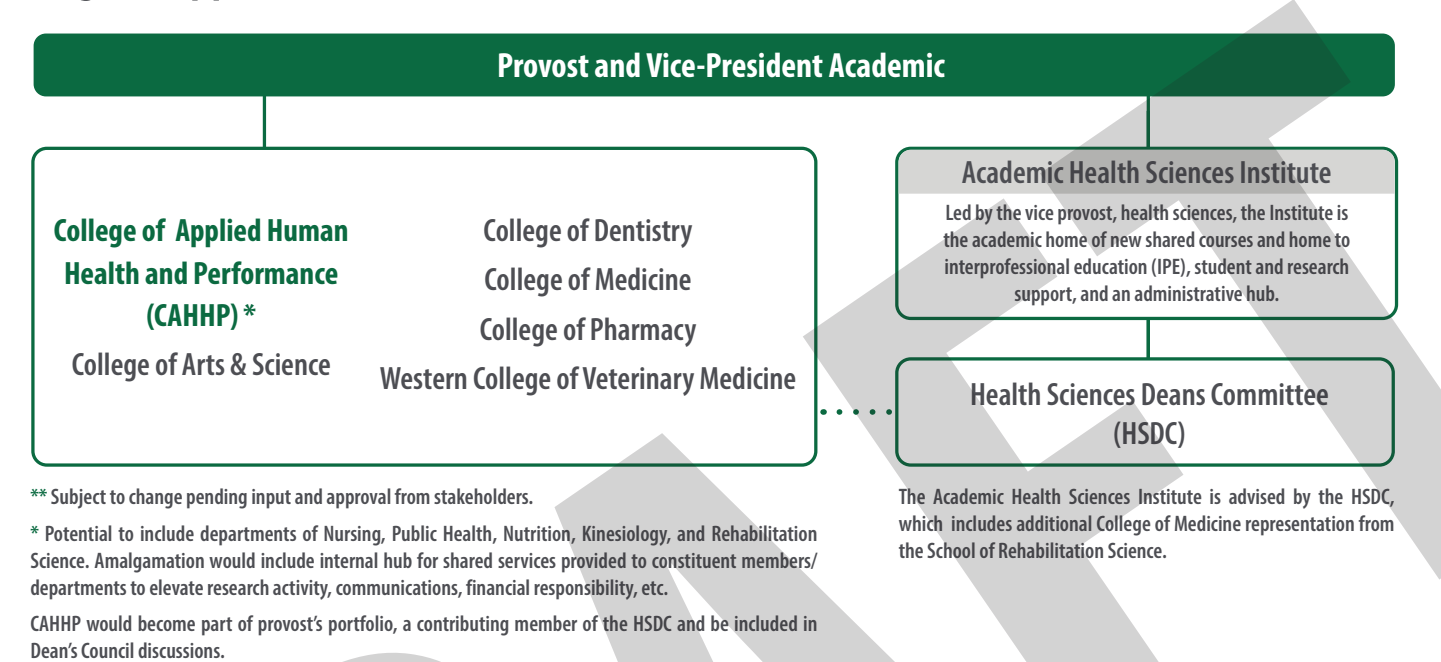 Provost and Vice-President Academic
College of Applied Human
Health and Performance
(CAHHP) *
College of Arts & Science
College of Dentistry
College of Medicine
College of Pharmacy
Western College of Veterinary Medicine
Academic Health Sciences Institute
Led by the vice provost, health sciences, the Institute is
the academic home of new shared courses and home to
interprofessional education (IPE), student and research
support, and an administrative hub.
Health Sciences Deans Committee
(HSDC)
** Subject to change pending input and approval from stakeholders.
* Potential to include departments of Nursing, Public Health, Nutrition, Kinesiology, and Rehabilitation
Science. Amalgamation would include internal hub for shared services provided to constituent members/
departments to elevate research activity, communications, financial responsibility, etc.
CAHHP would become part of provost's portfolio, a contributing member of the HSDC and be included in
Dean's Council discussions.
The Academic Health Sciences Institute is advised by the HSDC,
which includes additional College of Medicine representation from
the School of Rehabilitation Science.